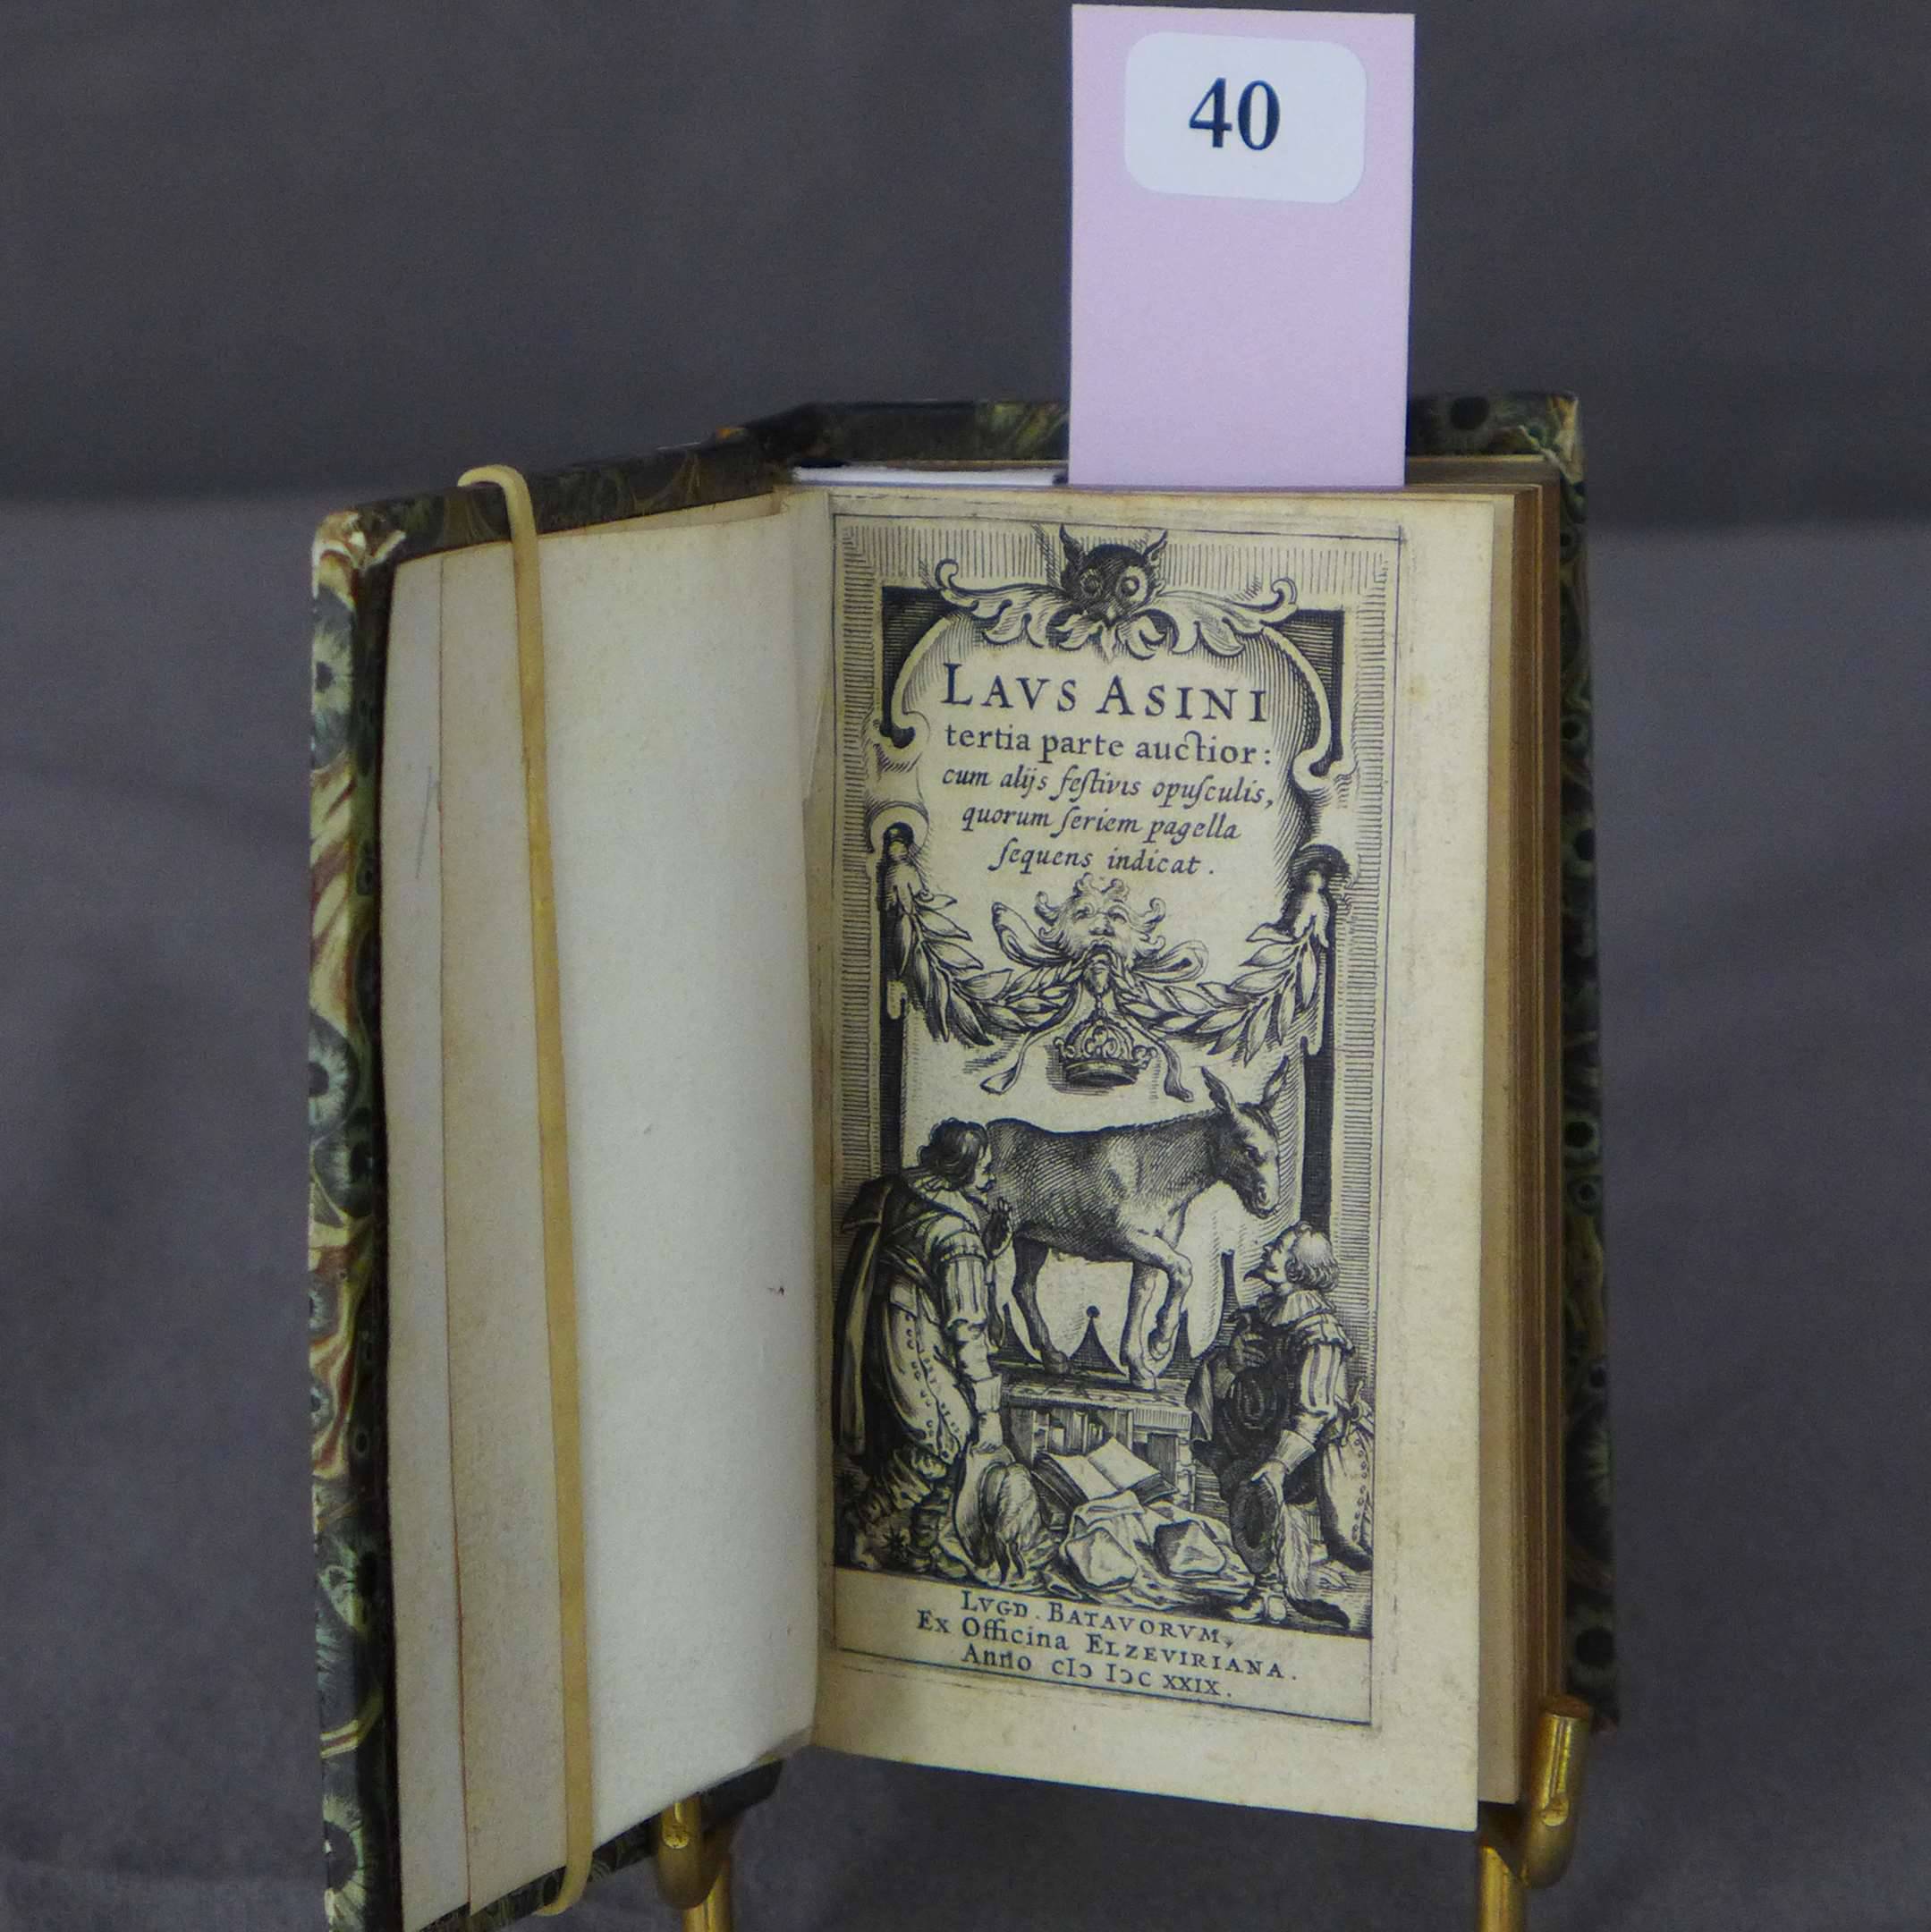 40
LAVS ASINI
tertia parte auctior:
cum alijs feſtivis opuſculis,
quorum ſeriem pagella
ſequens indicat.
LVGD. BATAVORVM,
Ex Officina ELZEVIRIANA.
Anno cIↄ Iↄc XXIX.